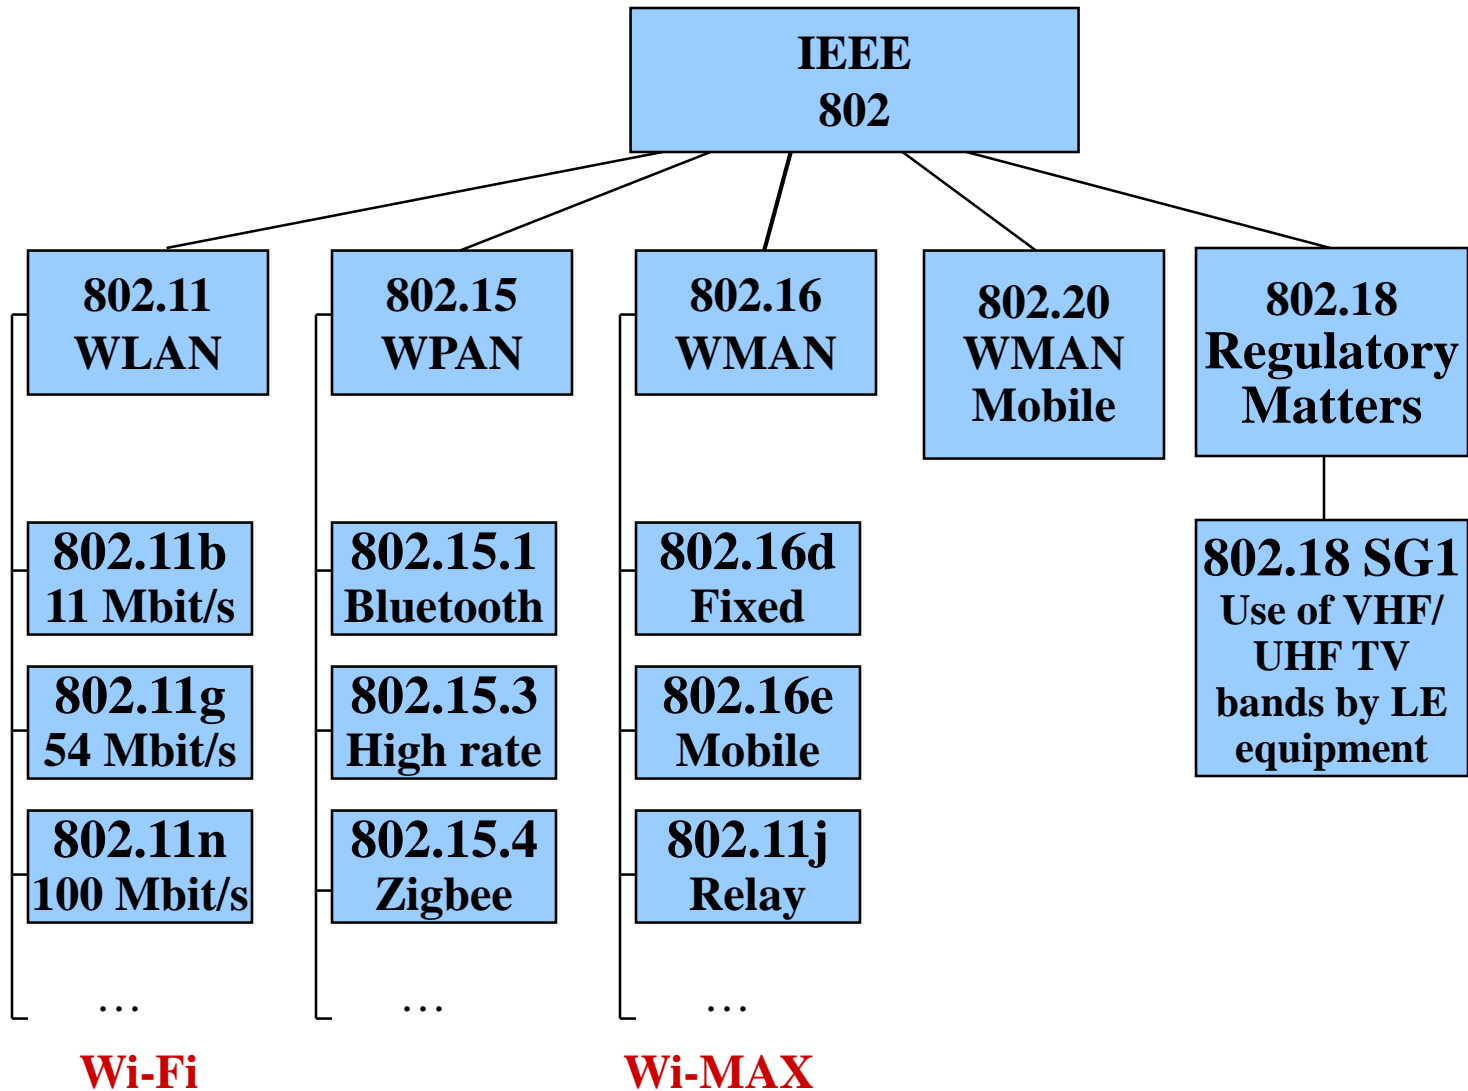 IEEE
802
802.11
WLAN
802.15
WPAN
802.16
WMAN
802.20
WMAN
Mobile
802.18
Regulatory
Matters
802.11b
11 Mbit/s
802.15.1
Bluetooth
802.16d
Fixed
802.18 SG1
Use of VHF/
UHF TV
bands by LE
equipment
802.11g
54 Mbit/s
802.15.3
High rate
802.16e
Mobile
802.11n
100 Mbit/s
802.15.4
Zigbee
802.11j
Relay
…
…
…
Wi-Fi
Wi-MAX